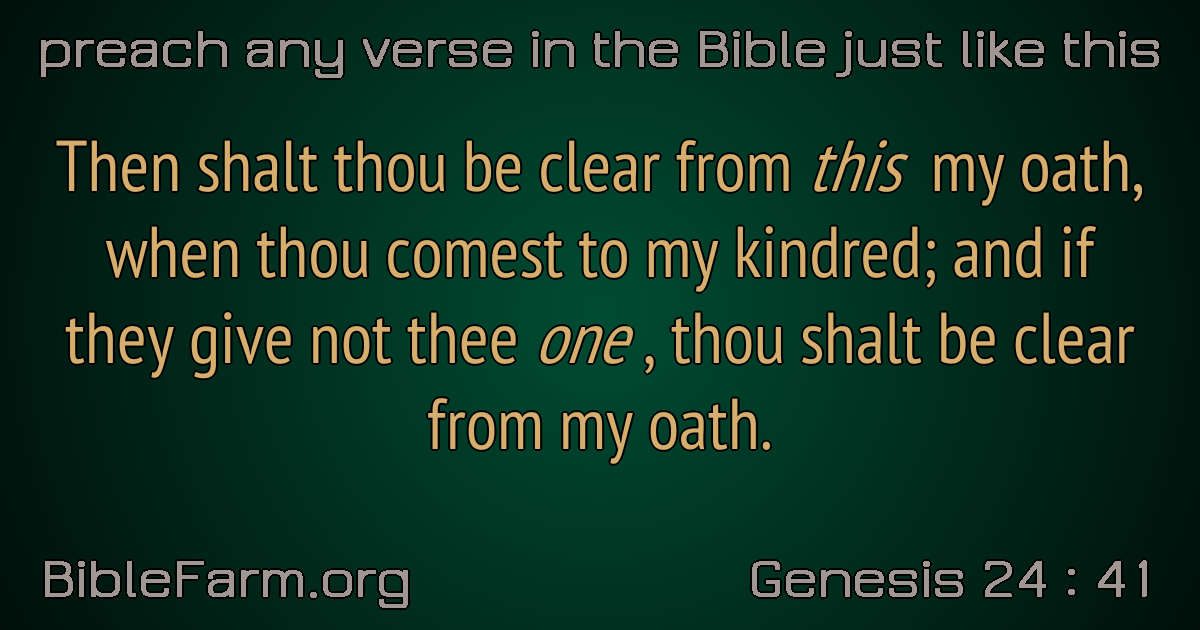 preach any verse in the Bible just like this
Then shalt thou be clear from this my oath,
when thou comest to my kindred; and if
they give not thee one , thou shalt be clear
from my oath.
BibleFarm.org
Genesis 24 : 41